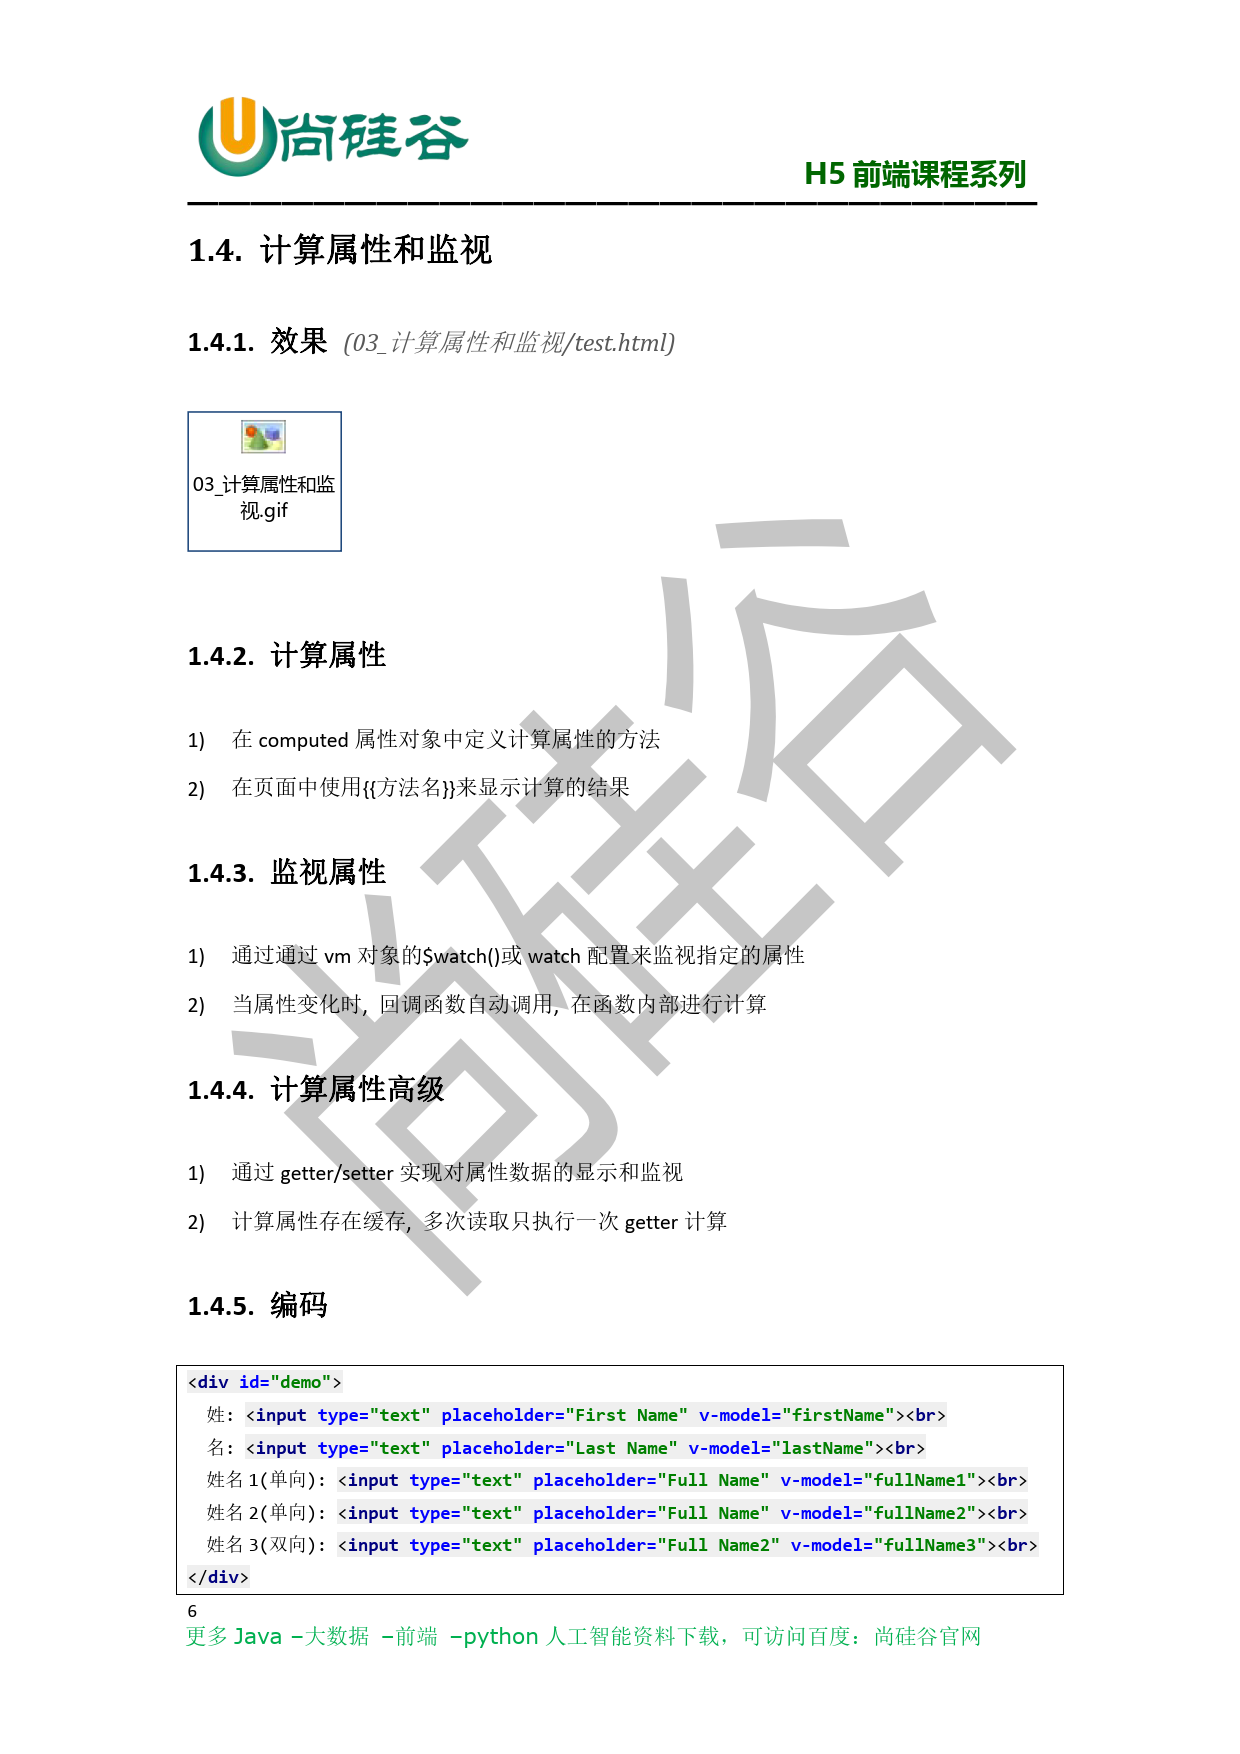 尚硅谷
H5 前端课程系列
1.4. 计算属性和监视
1.4.1. 效果 (03_计算属性和监视/test.html)
03_计算属性和监
视.gif
1.4.2. 计算属性
1) 在 computed 属性对象中定义计算属性的方法
2) 在页面中使用{{方法名}}来显示计算的结果
1.4.3. 监视属性
1) 通过通过 vm 对象的$watch()或 watch 配置来监视指定的属性
2) 当属性变化时, 回调函数自动调用, 在函数内部进行计算
1.4.4. 计算属性高级
1) 通过 getter/setter 实现对属性数据的显示和监视
2) 计算属性存在缓存, 多次读取只执行一次 getter 计算
1.4.5. 编码
<div id="demo">
姓: <input type="text" placeholder="First Name" v-model="firstName"><br>
名: <input type="text" placeholder="Last Name" v-model="lastName"><br>
姓名 1(单向): <input type="text" placeholder="Full Name" v-model="fullName1"><br>
姓名 2(单向): <input type="text" placeholder="Full Name" v-model="fullName2"><br>
姓名 3(双向): <input type="text" placeholder="Full Name2" v-model="fullName3"><br>
</div>
6
更多 Java –大数据 –前端 –python 人工智能资料下载，可访问百度：尚硅谷官网
尚硅谷